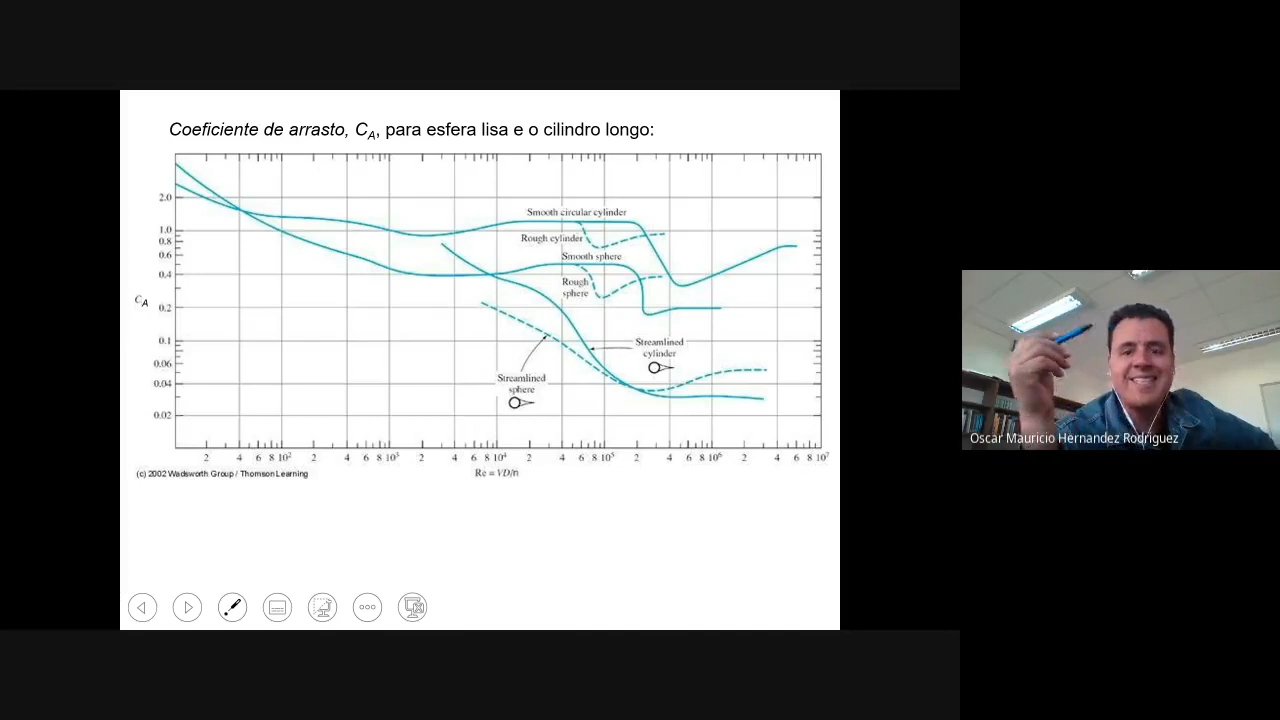 Coeficiente de arrasto, CA, para esfera lisa e o cilindro longo:
2.0
Smooth circular cylinder
1.0
Rough cylinder
0.8
0.6
Smooth sphere
0.4
Rough
sphere
CA
0.2
0.1
Streamlined
cylinder
0.06
Streamlined
sphere
0.04
0.02
2 4 6 8 10² 2 4 6 8 10³ 2 4 6 8 10⁴ 2 4 6 8 10⁵ 2 4 6 8 10⁶ 2 4 6 8 10⁷
(c) 2002 Wadsworth Group / Thomson Learning
Re = VD/n
Oscar Mauricio Hernandez Rodriguez